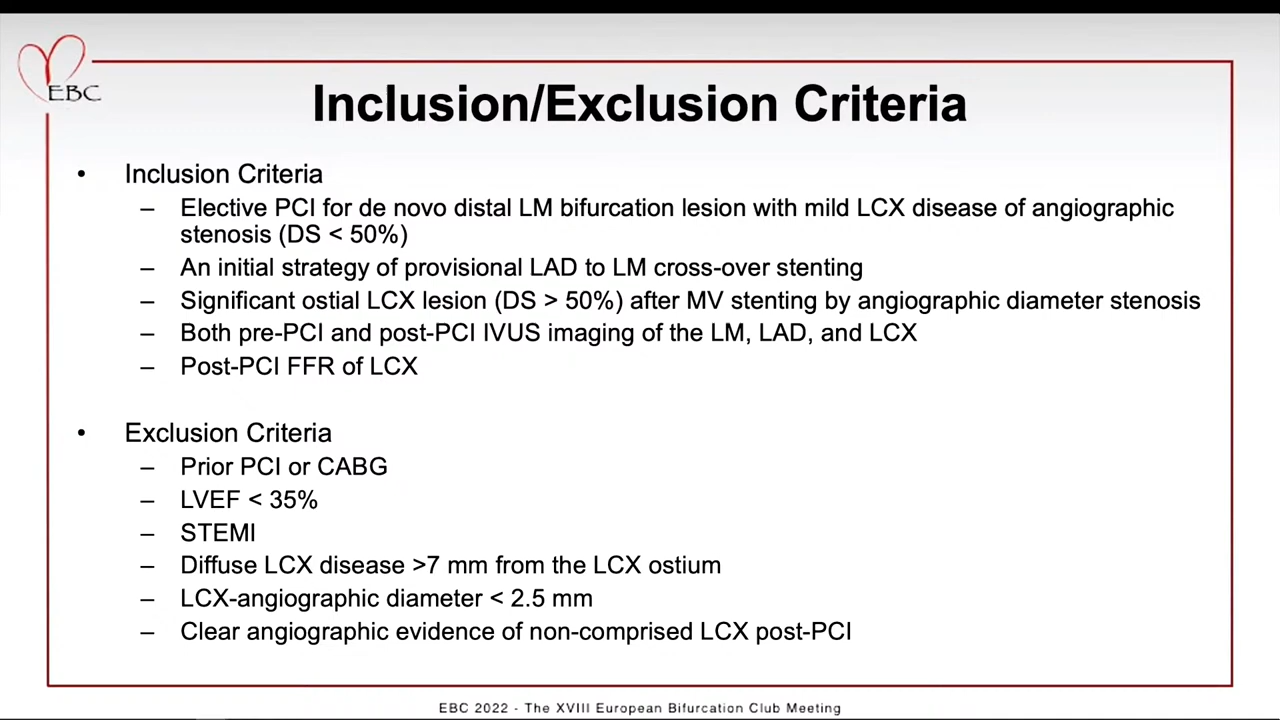 EBC
Inclusion/Exclusion Criteria
• Inclusion Criteria
– Elective PCI for de novo distal LM bifurcation lesion with mild LCX disease of angiographic
stenosis (DS < 50%)
– An initial strategy of provisional LAD to LM cross-over stenting
– Significant ostial LCX lesion (DS > 50%) after MV stenting by angiographic diameter stenosis
– Both pre-PCI and post-PCI IVUS imaging of the LM, LAD, and LCX
– Post-PCI FFR of LCX
• Exclusion Criteria
– Prior PCI or CABG
– LVEF < 35%
– STEMI
– Diffuse LCX disease >7 mm from the LCX ostium
– LCX-angiographic diameter < 2.5 mm
– Clear angiographic evidence of non-comprised LCX post-PCI
EBC 2022 - The XVIII European Bifurcation Club Meeting